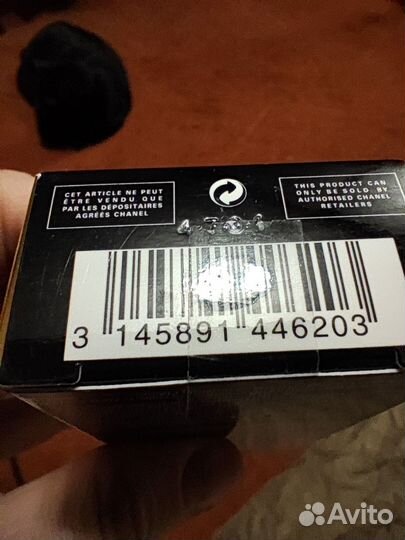 CET ARTICLE NE PEUT
ÊTRE VENDU QUE
PAR LES DÉPOSITAIRES
AGRÉÉS CHANEL
THIS PRODUCT CAN
ONLY BE SOLD BY
AUTHORISED CHANEL
RETAILERS
3 145891 446203
Avito